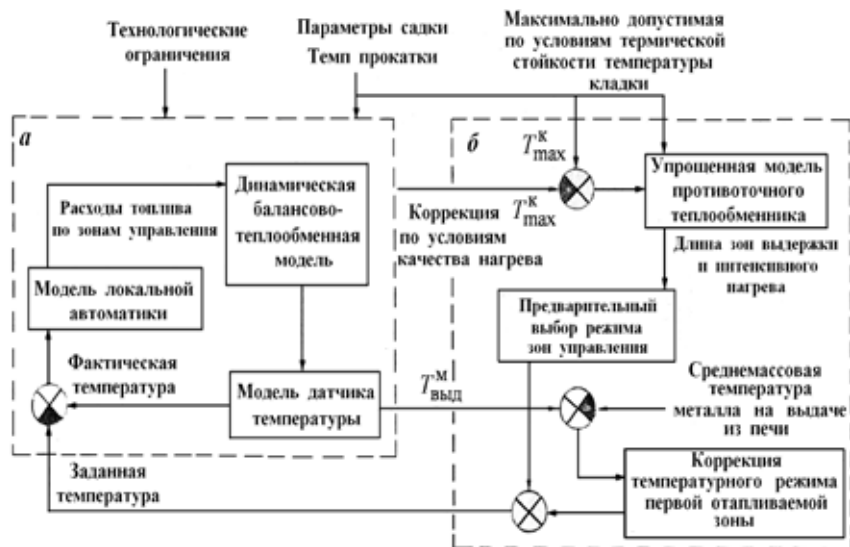 Технологические
ограничения
Параметры садки
Темп прокатки
Максимально допустимая
по условиям термической
стойкости температуры
кладки
а
б
T к max
Динамическая
балансово-
теплообменная
модель
Упрощенная модель
противоточного
теплообменника
Расходы топлива
по зонам управления
T к max
Коррекция
по условиям
качества нагрева
Длина зон выдержки
и интенсивного
нагрева
Модель локальной
автоматики
Предварительный
выбор режима
зон управления
Фактическая
температура
Модель датчика
температуры
T м выд
Среднемассовая
температура
металла на выдаче
из печи
Заданная
температура
Коррекция
температурного режима
первой отапливаемой
зоны